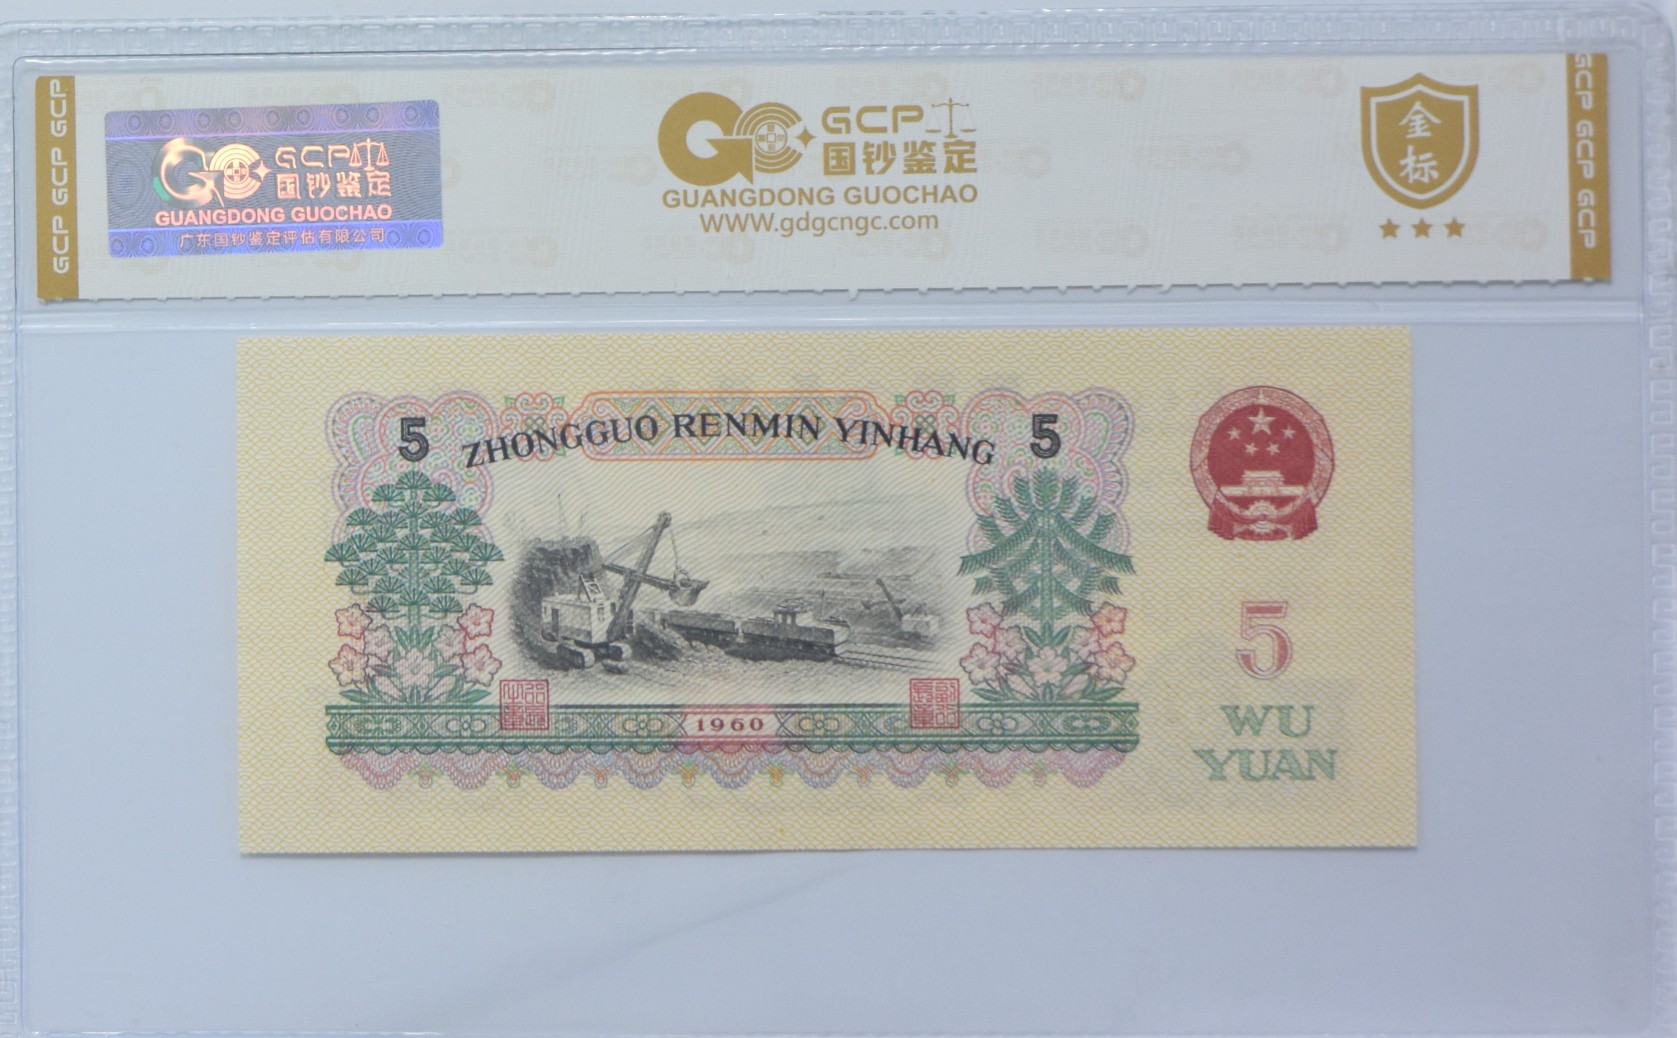 GCP GCP GCP
GCP 国钞鉴定
GUANGDONG GUOCHAO
广东国钞鉴定评估有限公司
GCP
国钞鉴定
GUANGDONG GUOCHAO
WWW.gdgcngc.com
金标
GCP GCP GCP
5 ZHONGGUO RENMIN YINHANG 5
1960
5
WU
YUAN